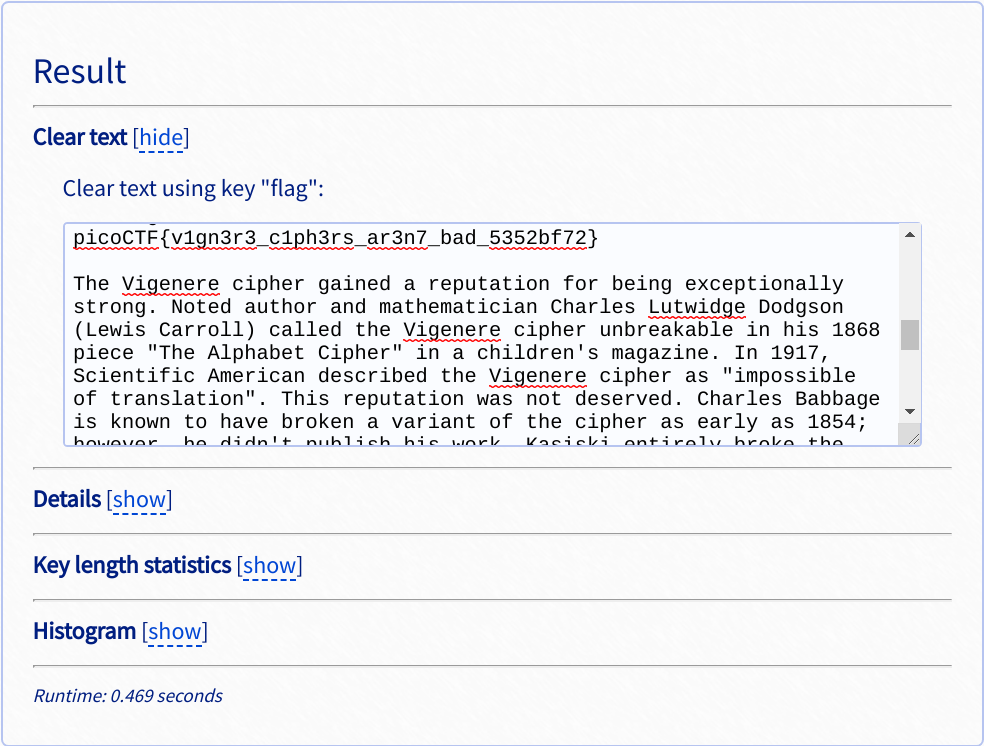 Result
Clear text [hide]
Clear text using key "flag":
picoCTF{v1gn3r3_c1ph3rs_ar3n7_bad_5352bf72}
The Vigenere cipher gained a reputation for being exceptionally
strong. Noted author and mathematician Charles Lutwidge Dodgson
(Lewis Carroll) called the Vigenere cipher unbreakable in his 1868
piece "The Alphabet Cipher" in a children's magazine. In 1917,
Scientific American described the Vigenere cipher as "impossible
of translation". This reputation was not deserved. Charles Babbage
is known to have broken a variant of the cipher as early as 1854;
however, he didn't publish his work. Kasiski entirely broke the
Details [show]
Key length statistics [show]
Histogram [show]
Runtime: 0.469 seconds